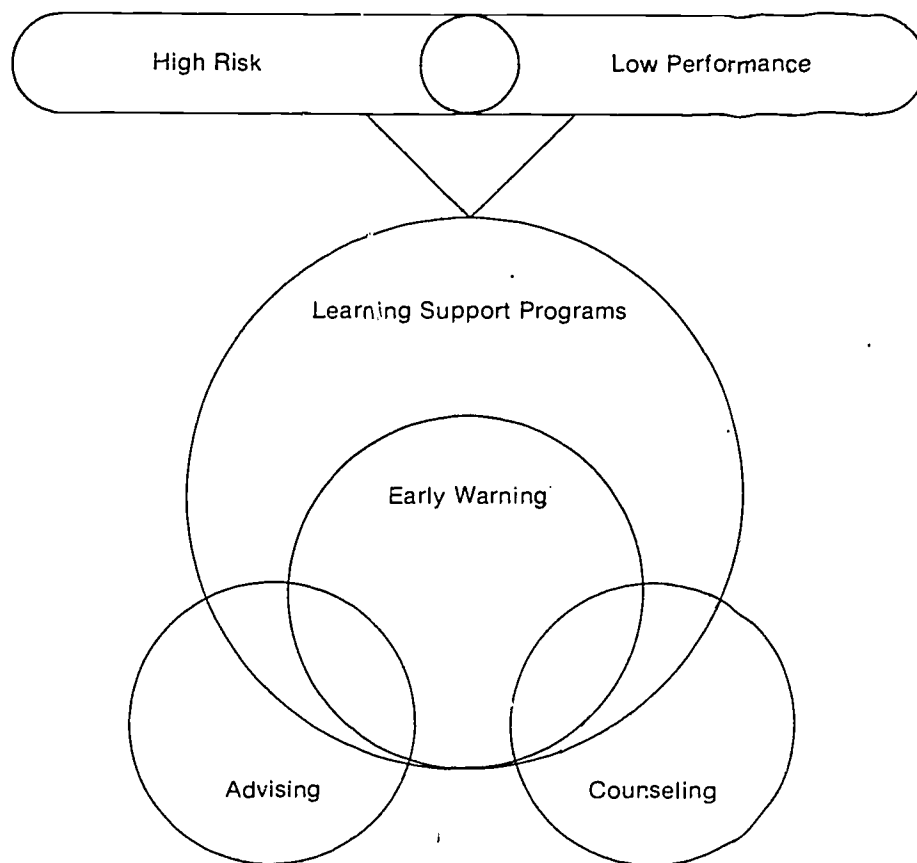 High Risk
Low Performance
Learning Support Programs
Early Warning
Advising
Counseling